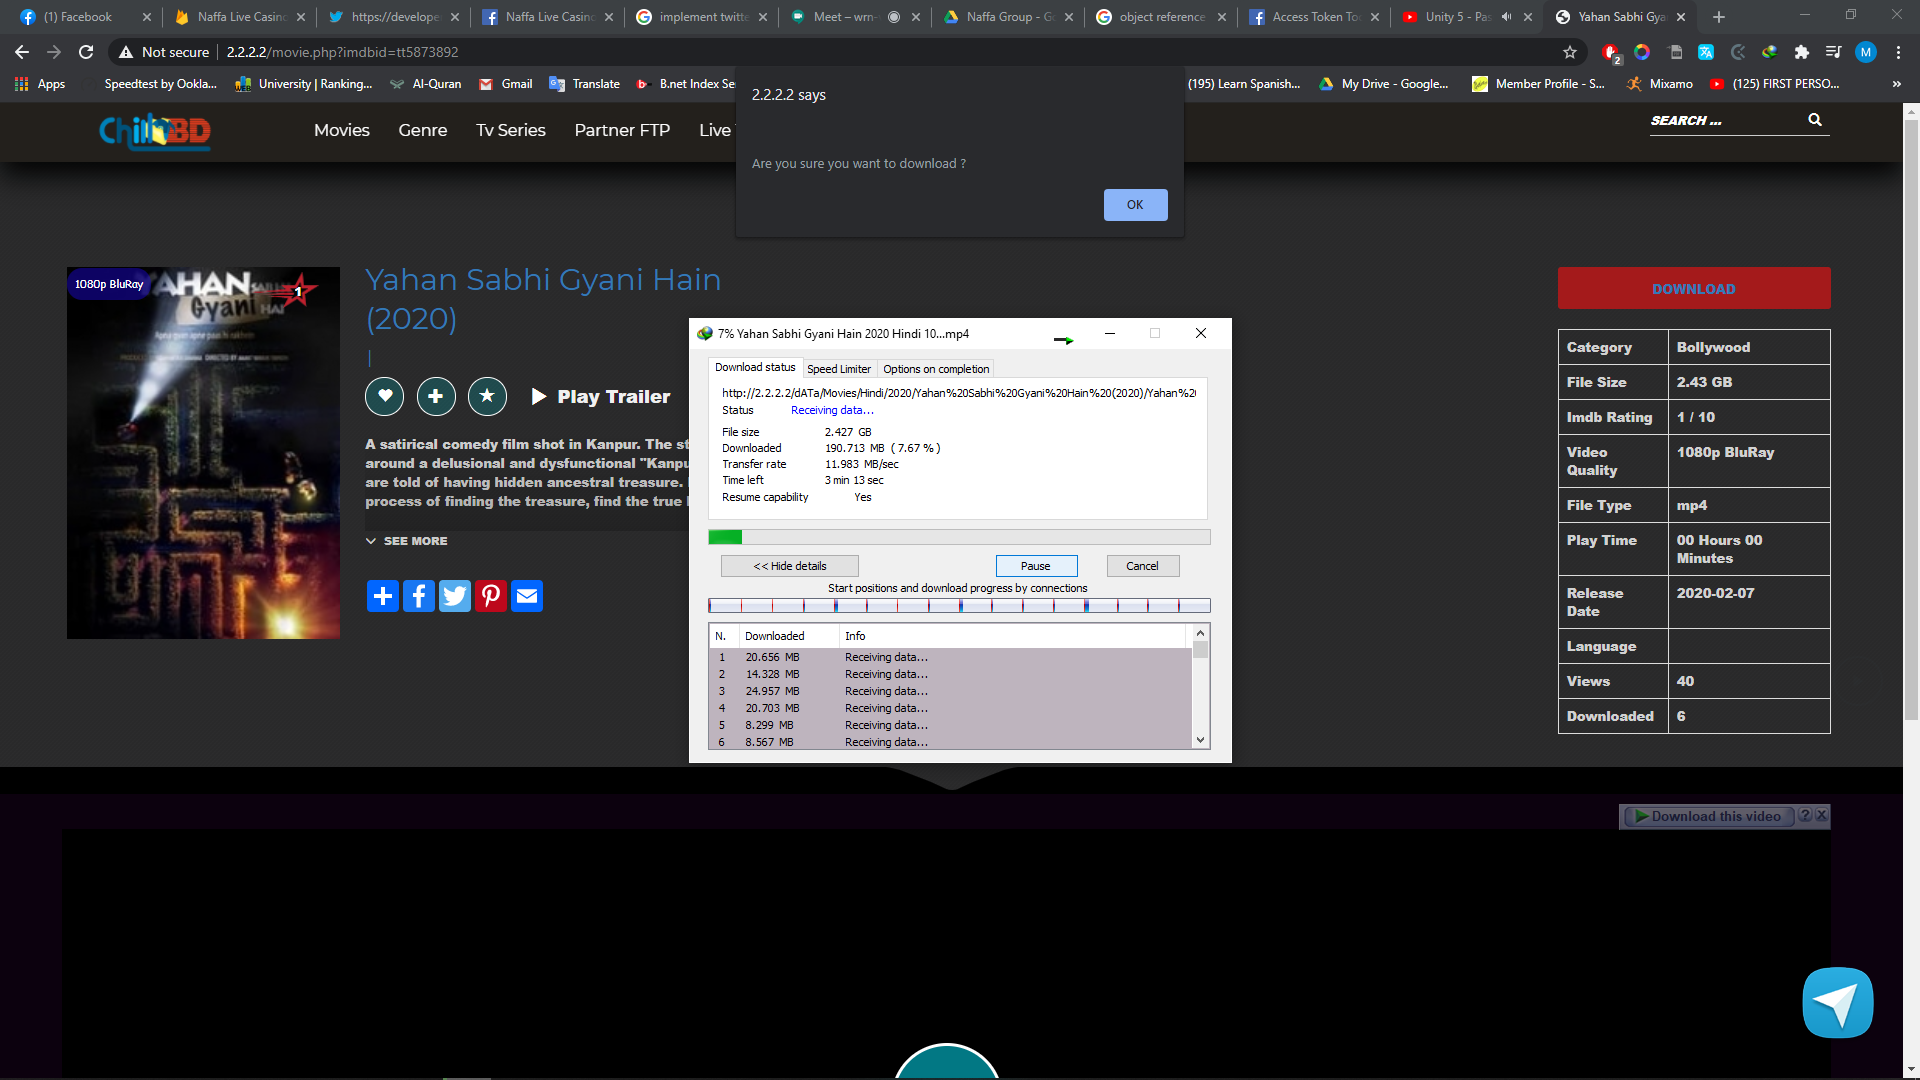 (1) Facebook
Naffa Live Casino
https://develope
Naffa Live Casino
implement twitte
Meet – wrn-
Naffa Group - G
object reference
Access Token Too
Unity 5 - Pas
Yahan Sabhi Gya
Not secure
2.2.2.2/movie.php?imdbid=tt5873892
2
M
Apps
Speedtest by Ookla...
University | Ranking...
Al-Quran
Gmail
Translate
B.net Index Se
(195) Learn Spanish...
My Drive - Google...
Member Profile - S...
Mixamo
(125) FIRST PERSO...
»
2.2.2.2 says
Are you sure you want to download ?
OK
ChillBD
Movies
Genre
Tv Series
Partner FTP
Live
SEARCH ...
1080p BluRay
YAHAN
Gyani
HAI
1
Yahan Sabhi Gyani Hain
(2020)
|
Play Trailer
A satirical comedy film shot in Kanpur. The st
around a delusional and dysfunctional "Kanpu
are told of having hidden ancestral treasure.
process of finding the treasure, find the true
SEE MORE
7% Yahan Sabhi Gyani Hain 2020 Hindi 10...mp4
Download status
Speed Limiter
Options on completion
http://2.2.2.2/dATa/Movies/Hindi/2020/Yahan%20Sabhi%20Gyani%20Hain%20(2020)/Yahan%20
Status Receiving data...
File size 2.427 GB
Downloaded 190.713 MB ( 7.67 % )
Transfer rate 11.983 MB/sec
Time left 3 min 13 sec
Resume capability Yes
<< Hide details
Pause
Cancel
Start positions and download progress by connections
N. Downloaded Info
1 20.656 MB Receiving data...
2 14.328 MB Receiving data...
3 24.957 MB Receiving data...
4 20.703 MB Receiving data...
5 8.299 MB Receiving data...
6 8.567 MB Receiving data...
DOWNLOAD
Category Bollywood
File Size 2.43 GB
Imdb Rating 1 / 10
Video
Quality
1080p BluRay
File Type mp4
Play Time 00 Hours 00
Minutes
Release
Date
2020-02-07
Language
Views 40
Downloaded 6
Download this video
?
X